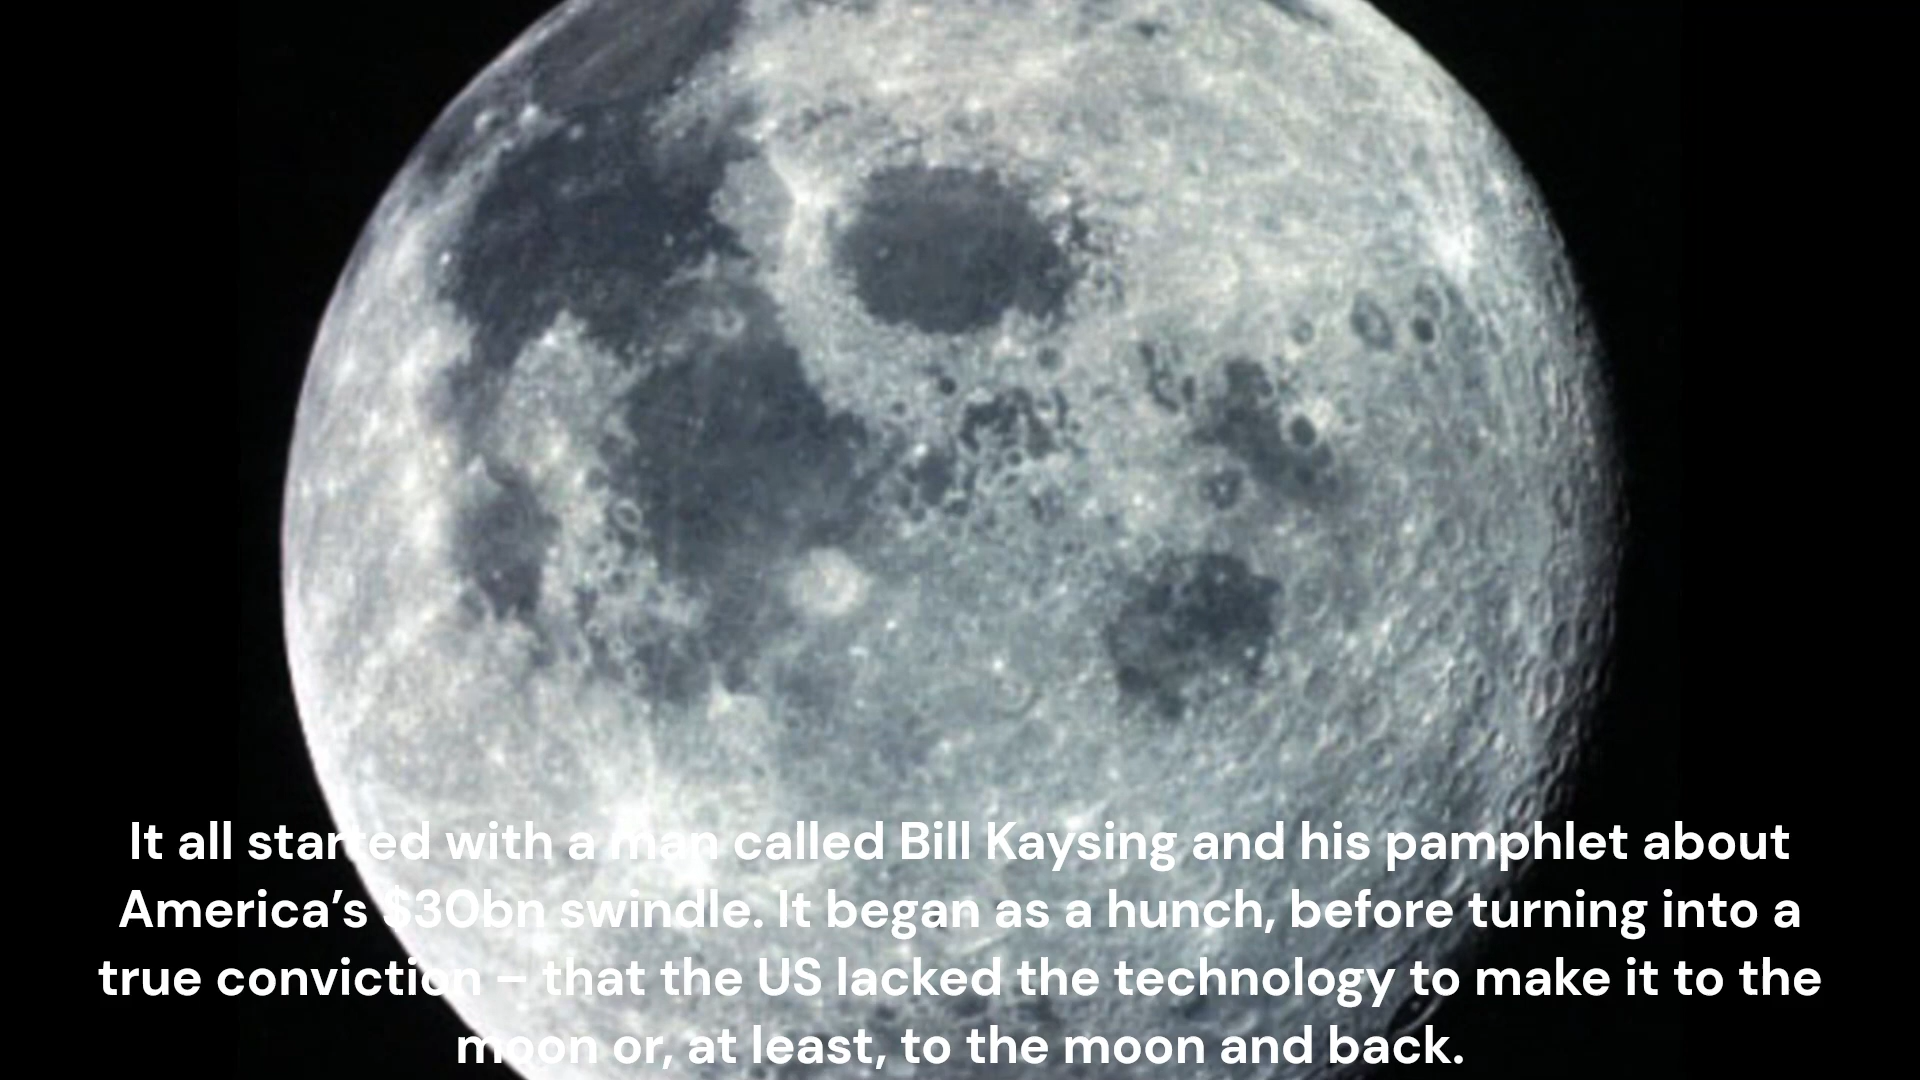 It all started with a man called Bill Kaysing and his pamphlet about
America’s $30bn swindle. It began as a hunch, before turning into a
true conviction – that the US lacked the technology to make it to the
moon or, at least, to the moon and back.